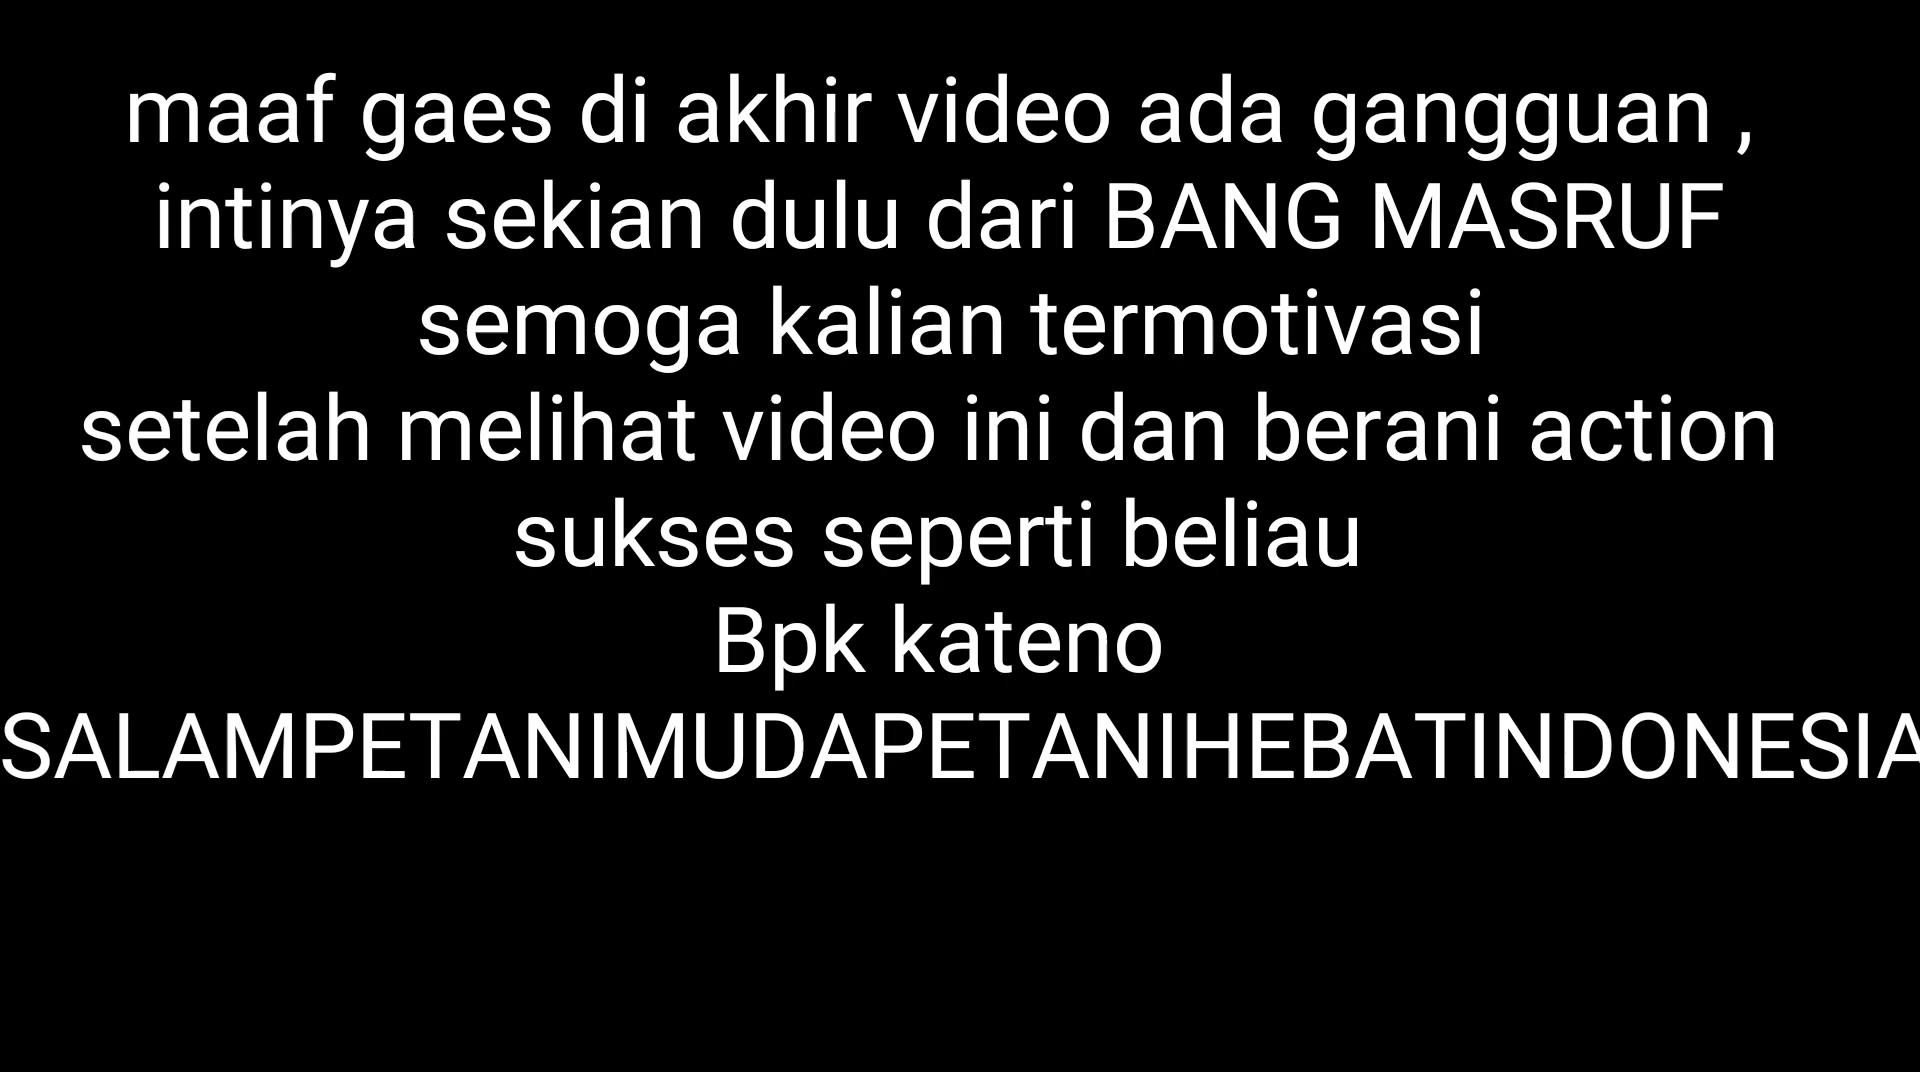 maaf gaes di akhir video ada gangguan ,
intinya sekian dulu dari BANG MASRUF
semoga kalian termotivasi
setelah melihat video ini dan berani action
sukses seperti beliau
Bpk kateno
SALAMPETANIMUDAPETANIHEBATINDONESIA